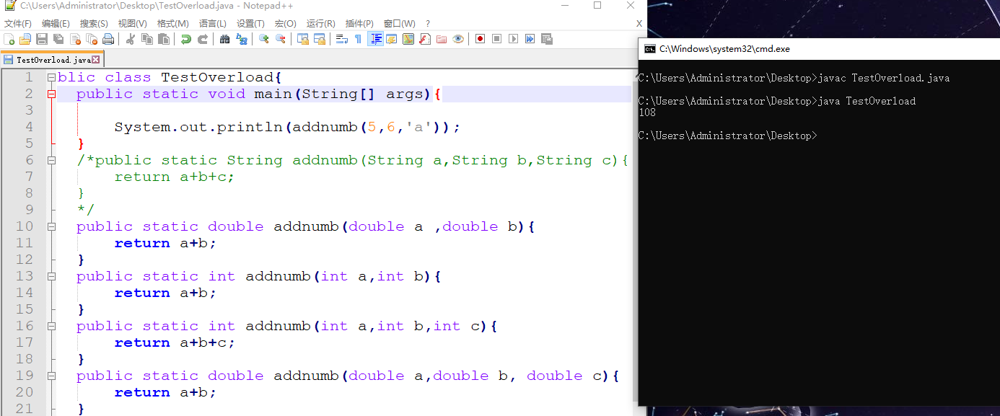 C:\Users\Administrator\Desktop\TestOverload.java - Notepad++
文件(F) 编辑(E) 搜索(S) 视图(V) 格式(M) 语言(L) 设置(T) 宏(O) 运行(R) 插件(P) 窗口(W) ? X
TestOverload.java
1 blic class TestOverload{
2 public static void main(String[] args){
3
4 System.out.println(addnumb(5,6,'a'));
5 }
6 /*public static String addnumb(String a,String b,String c){
7 return a+b+c;
8 }
9 */
10 public static double addnumb(double a ,double b){
11 return a+b;
12 }
13 public static int addnumb(int a,int b){
14 return a+b;
15 }
16 public static int addnumb(int a,int b,int c){
17 return a+b+c;
18 }
19 public static double addnumb(double a,double b, double c){
20 return a+b;
21 }
C:\Windows\system32\cmd.exe
C:\Users\Administrator\Desktop>javac TestOverload.java
C:\Users\Administrator\Desktop>java TestOverload
108
C:\Users\Administrator\Desktop>